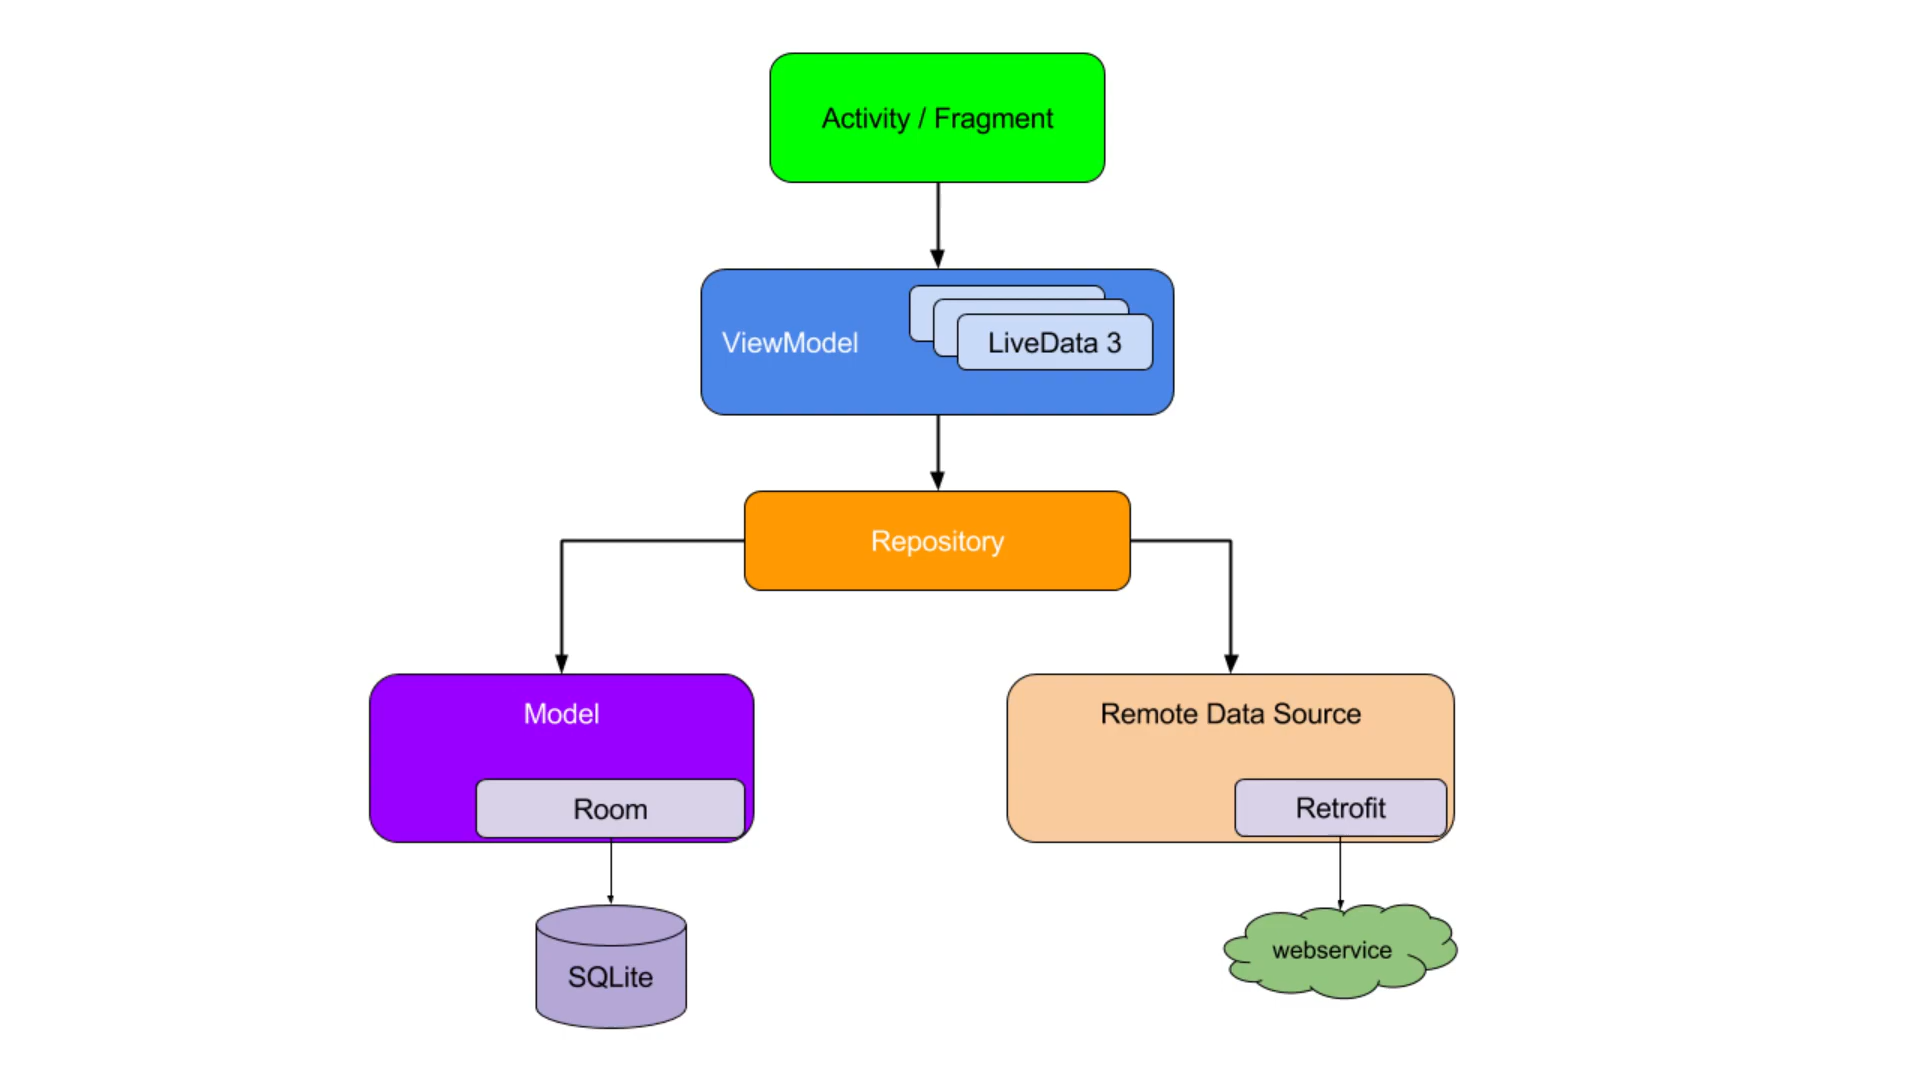 Activity / Fragment
ViewModel
LiveData 3
Repository
Model
Remote Data Source
Room
Retrofit
SQLite
webservice